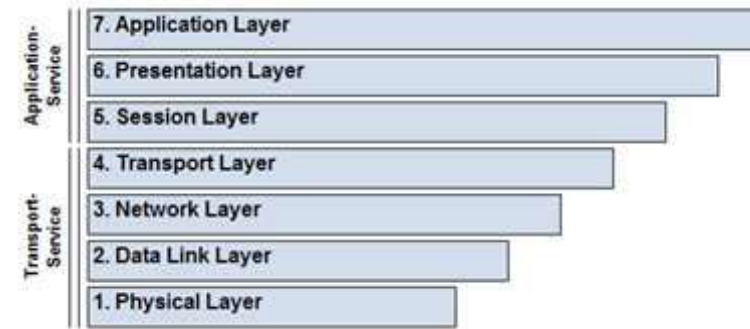 Application-
Service
7. Application Layer
6. Presentation Layer
5. Session Layer
Transport-
Service
4. Transport Layer
3. Network Layer
2. Data Link Layer
1. Physical Layer